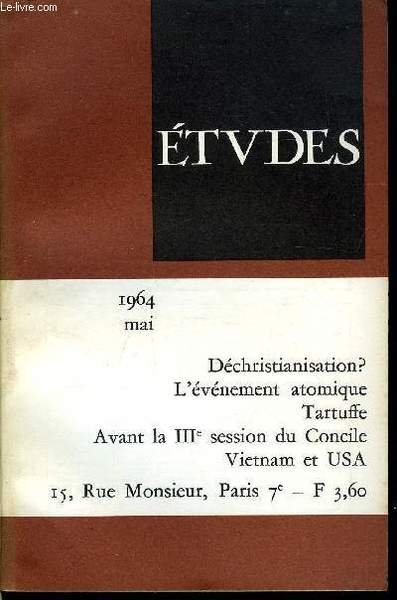 Le-livre.com
ÉTVDES
1964
mai
Déchristianisation?
L'événement atomique
Tartuffe
Avant la IIIe session du Concile
Vietnam et USA
15, Rue Monsieur, Paris 7e – F 3,60